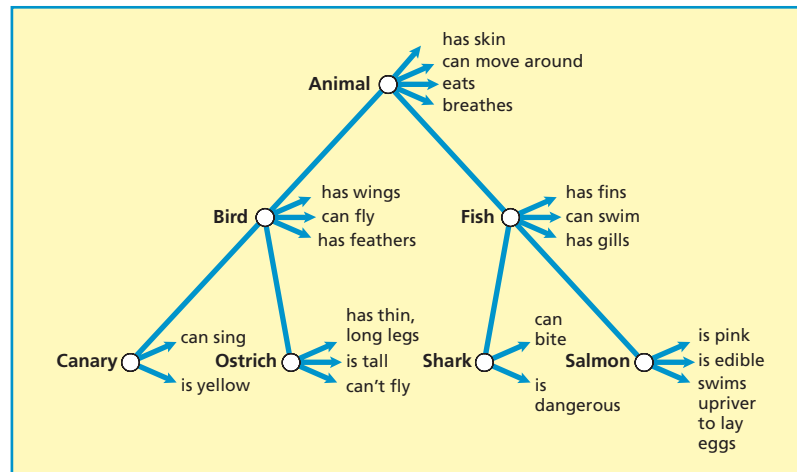 has skin
can move around
Animal
eats
breathes
has wings
Bird
can fly
has feathers
has fins
Fish
can swim
has gills
can sing
Canary
is yellow
has thin,
long legs
Ostrich
is tall
can't fly
can
bite
Shark
is
dangerous
is pink
Salmon
is edible
swims
upriver
to lay
eggs